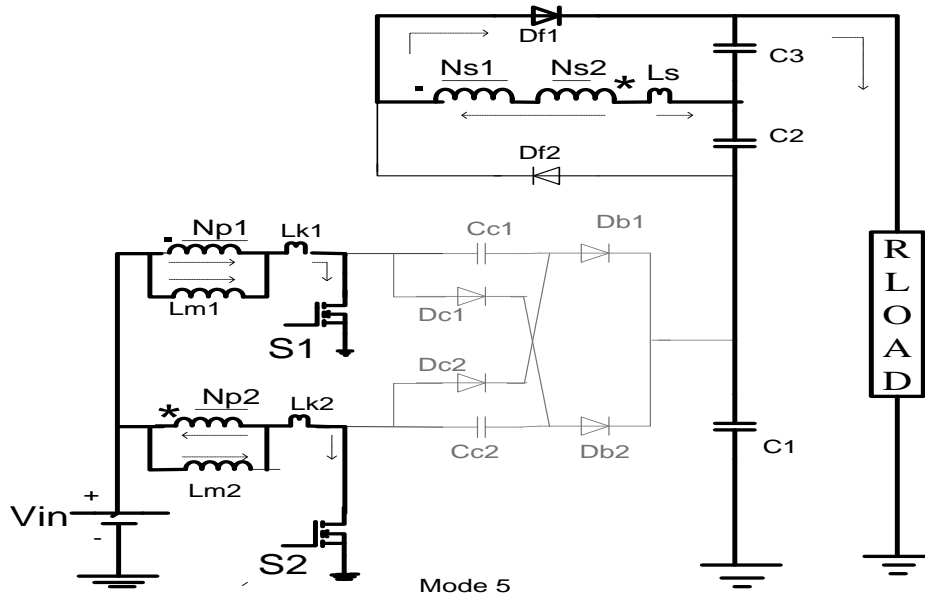 Df1
C3
Ns1 Ns2 * Ls
C2
Df2
Np1 Lk1 Cc1 Db1
Lm1 Dc1
S1
Dc2
* Np2 Lk2
Lm2 Cc2 Db2
C1
R
L
O
A
D
Vin + -
S2
Mode 5